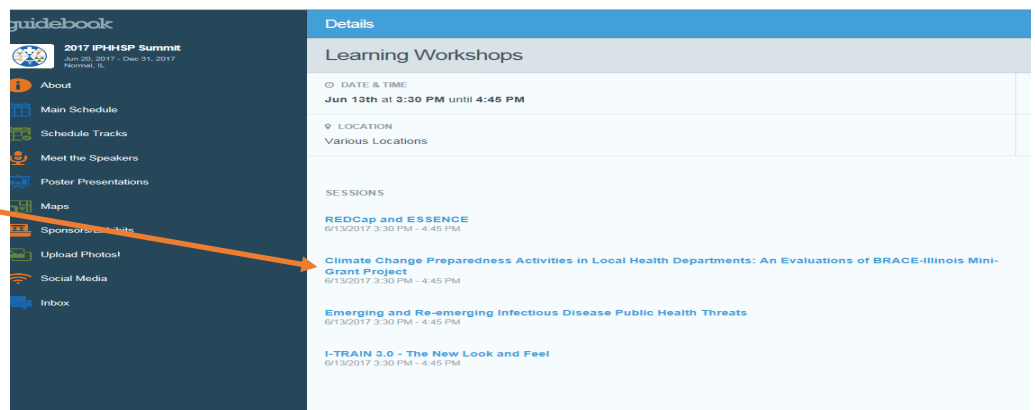 guidebook
2017 IPHHSP Summit
Jun 20, 2017 - Dec 31, 2017
Normal, IL
About
Main Schedule
Schedule Tracks
Meet the Speakers
Poster Presentations
Maps
Sponsors/Exhibits
Upload Photos!
Social Media
Inbox
Details
Learning Workshops
DATE & TIME
Jun 13th at 3:30 PM until 4:45 PM
LOCATION
Various Locations
SESSIONS
REDCap and ESSENCE
6/13/2017 3:30 PM - 4:45 PM
Climate Change Preparedness Activities in Local Health Departments: An Evaluations of BRACE-Illinois Mini-
Grant Project
6/13/2017 3:30 PM - 4:45 PM
Emerging and Re-emerging Infectious Disease Public Health Threats
6/13/2017 3:30 PM - 4:45 PM
I-TRAIN 3.0 - The New Look and Feel
6/13/2017 3:30 PM - 4:45 PM